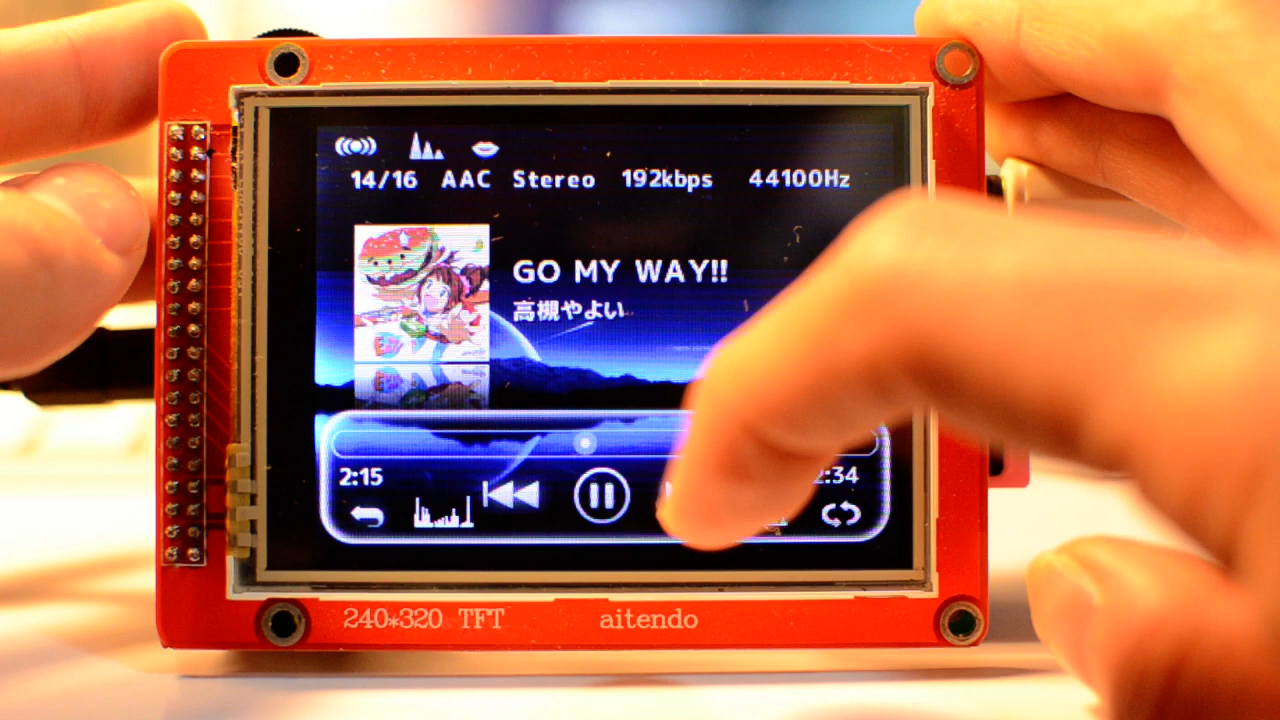 14/16 AAC Stereo 192kbps 44100Hz
GO MY WAY!!
高槻やよい
2:15
2:34
240*320 TFT aitendo